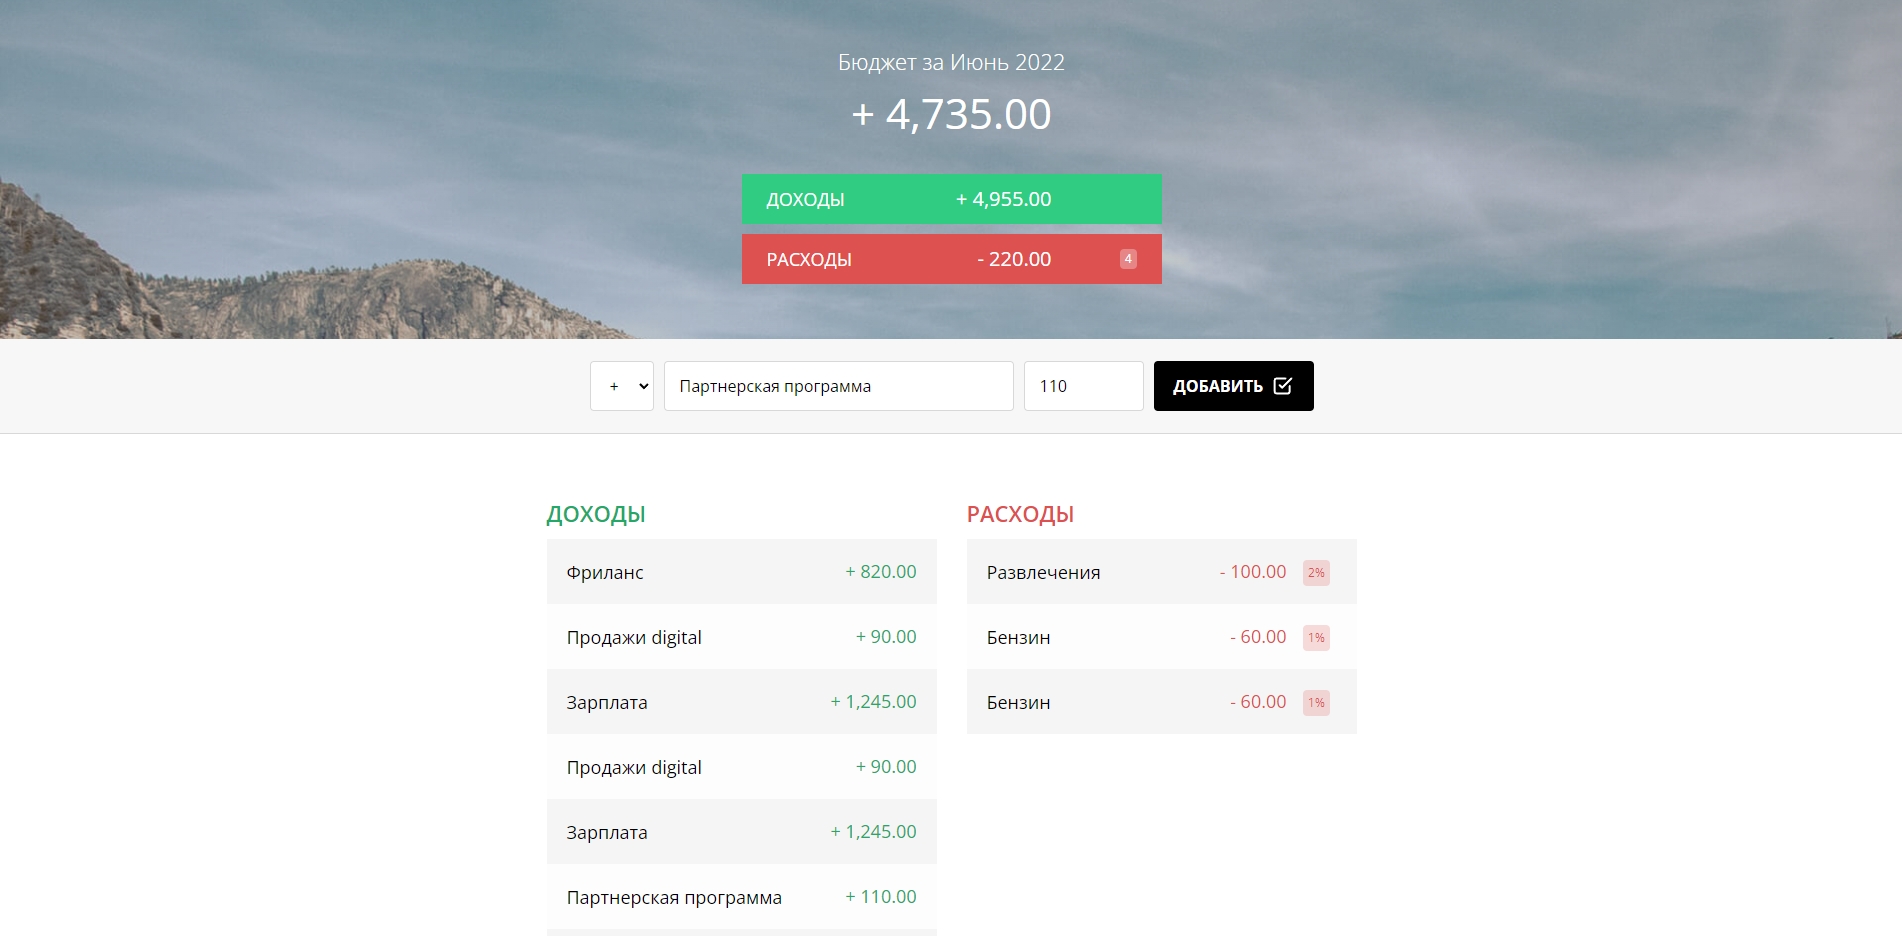 Бюджет за Июнь 2022
+ 4,735.00
ДОХОДЫ + 4,955.00
РАСХОДЫ - 220.00 4
+ Партнерская программа 110 ДОБАВИТЬ
ДОХОДЫ
Фриланс + 820.00
Продажи digital + 90.00
Зарплата + 1,245.00
Продажи digital + 90.00
Зарплата + 1,245.00
Партнерская программа + 110.00
РАСХОДЫ
Развлечения - 100.00 2%
Бензин - 60.00 1%
Бензин - 60.00 1%